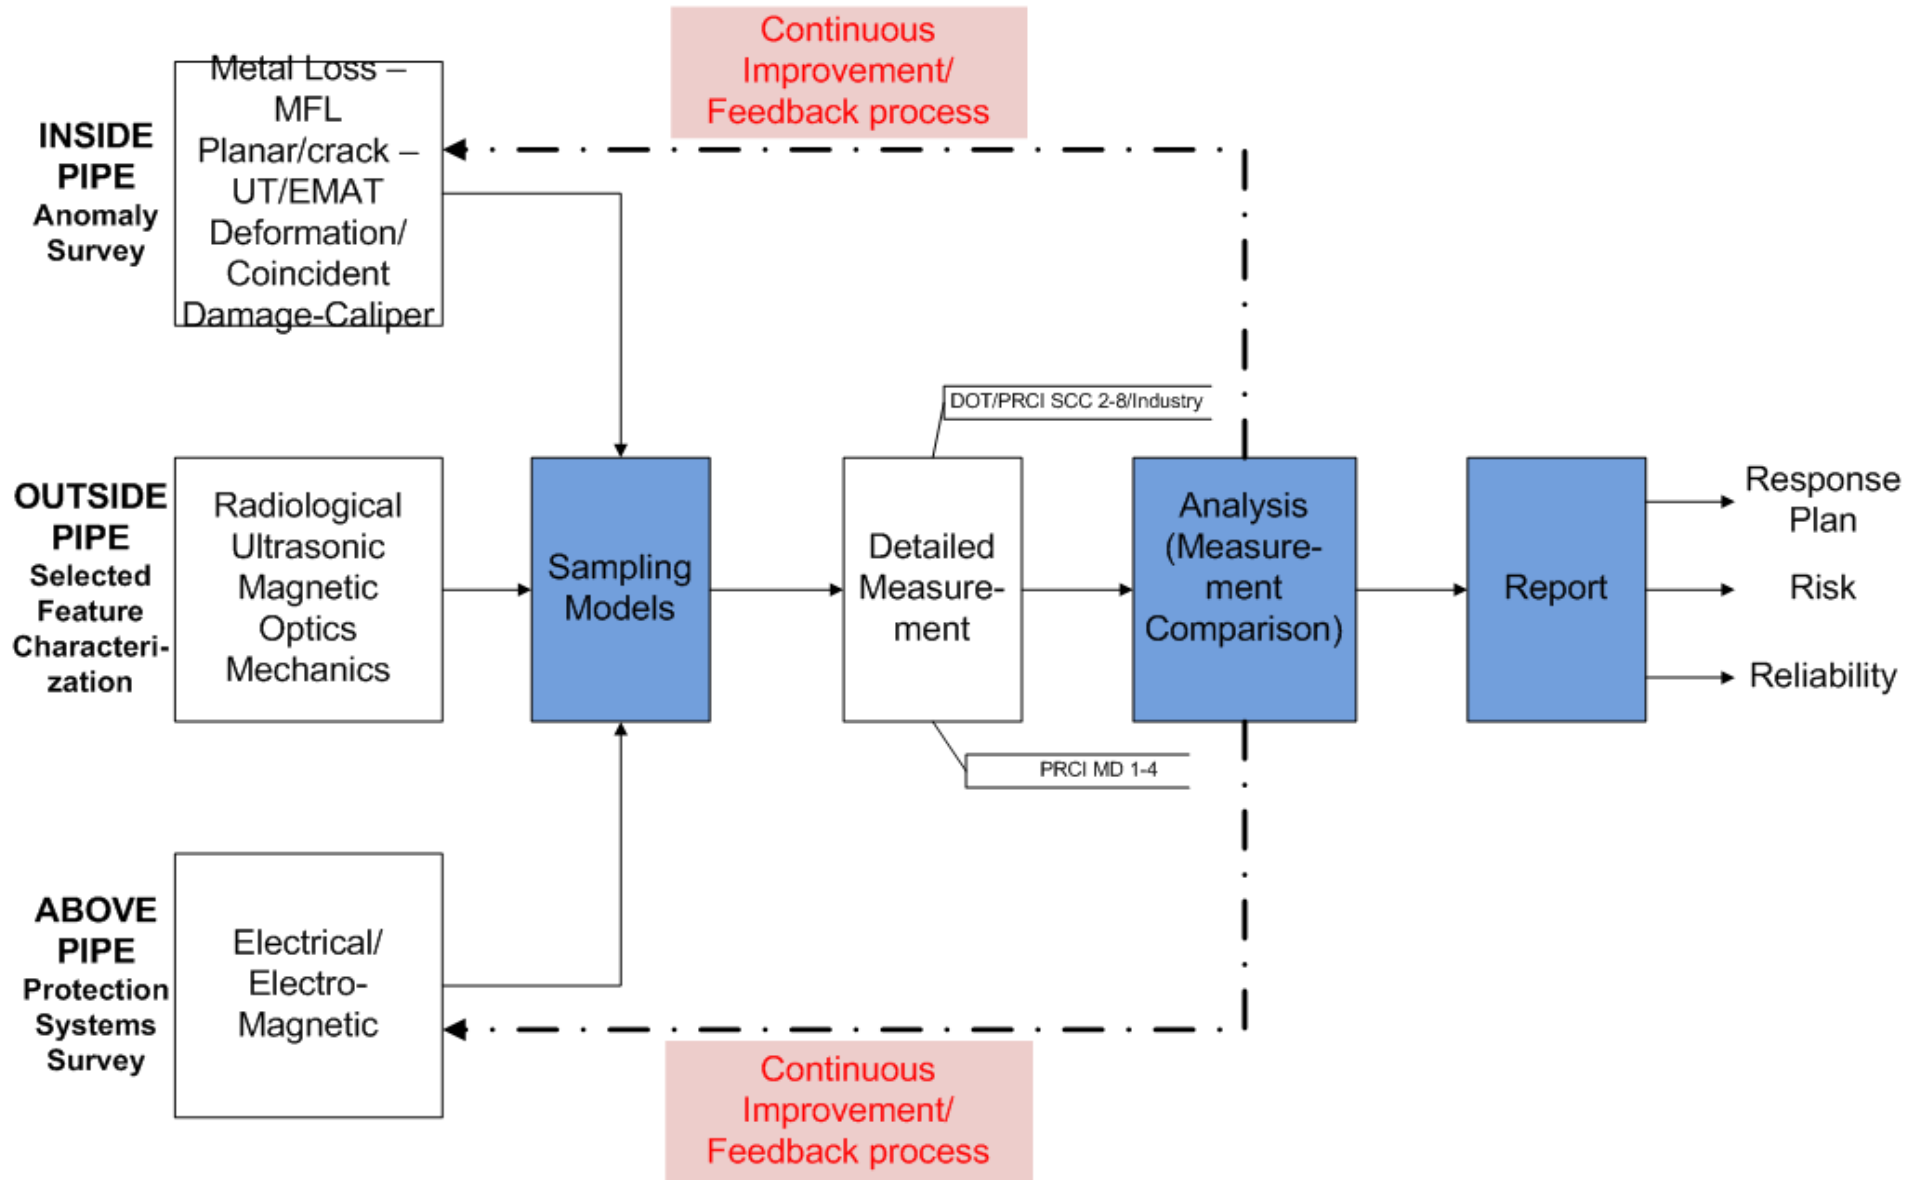 Continuous
Improvement/
Feedback process
INSIDE
PIPE
Anomaly
Survey
Metal Loss –
MFL
Planar/crack –
UT/EMAT
Deformation/
Coincident
Damage-Caliper
DOT/PRCI SCC 2-8/Industry
OUTSIDE
PIPE
Selected
Feature
Characteri-
zation
Radiological
Ultrasonic
Magnetic
Optics
Mechanics
Sampling
Models
Detailed
Measure-
ment
Analysis
(Measure-
ment
Comparison)
Report
Response
Plan
Risk
Reliability
PRCI MD 1-4
ABOVE
PIPE
Protection
Systems
Survey
Electrical/
Electro-
Magnetic
Continuous
Improvement/
Feedback process